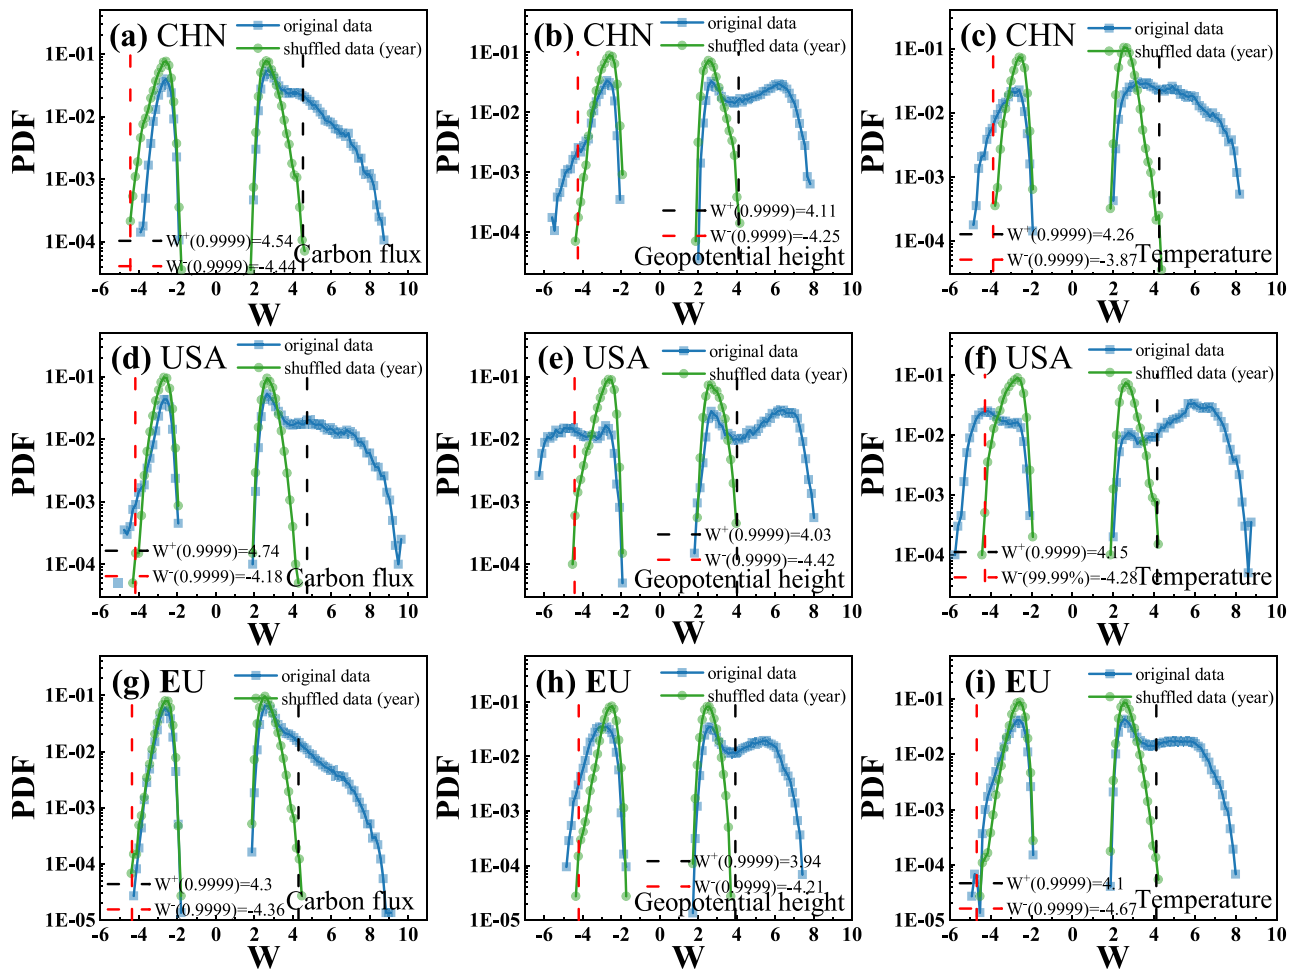 (a) CHN
original data
shuffled data (year)
1E-01
1E-02
1E-03
1E-04
PDF
W⁺(0.9999)=4.54
W⁻(0.9999)=-4.44
Carbon flux
-6 -4 -2 0 2 4 6 8 10
W
(b) CHN
original data
shuffled data (year)
1E-01
1E-02
1E-03
1E-04
PDF
W⁺(0.9999)=4.11
W⁻(0.9999)=-4.25
Geopotential height
-6 -4 -2 0 2 4 6 8 10
W
(c) CHN
original data
shuffled data (year)
1E-01
1E-02
1E-03
1E-04
PDF
W⁺(0.9999)=4.26
W⁻(0.9999)=-3.87
Temperature
-6 -4 -2 0 2 4 6 8 10
W
(d) USA
original data
shuffled data (year)
1E-01
1E-02
1E-03
1E-04
PDF
W⁺(0.9999)=4.74
W⁻(0.9999)=-4.18
Carbon flux
-6 -4 -2 0 2 4 6 8 10
W
(e) USA
original data
shuffled data (year)
1E-01
1E-02
1E-03
1E-04
PDF
W⁺(0.9999)=4.03
W⁻(0.9999)=-4.42
Geopotential height
-6 -4 -2 0 2 4 6 8 10
W
(f) USA
original data
shuffled data (year)
1E-01
1E-02
1E-03
1E-04
PDF
W⁺(0.9999)=4.15
W⁻(99.99%)=-4.28
Temperature
-6 -4 -2 0 2 4 6 8 10
W
(g) EU
original data
shuffled data (year)
1E-01
1E-02
1E-03
1E-04
1E-05
PDF
W⁺(0.9999)=4.3
W⁻(0.9999)=-4.36
Carbon flux
-6 -4 -2 0 2 4 6 8 10
W
(h) EU
original data
shuffled data (year)
1E-01
1E-02
1E-03
1E-04
1E-05
PDF
W⁺(0.9999)=3.94
W⁻(0.9999)=-4.21
Geopotential height
-6 -4 -2 0 2 4 6 8 10
W
(i) EU
original data
shuffled data (year)
1E-01
1E-02
1E-03
1E-04
1E-05
PDF
W⁺(0.9999)=4.1
W⁻(0.9999)=-4.67
Temperature
-6 -4 -2 0 2 4 6 8 10
W